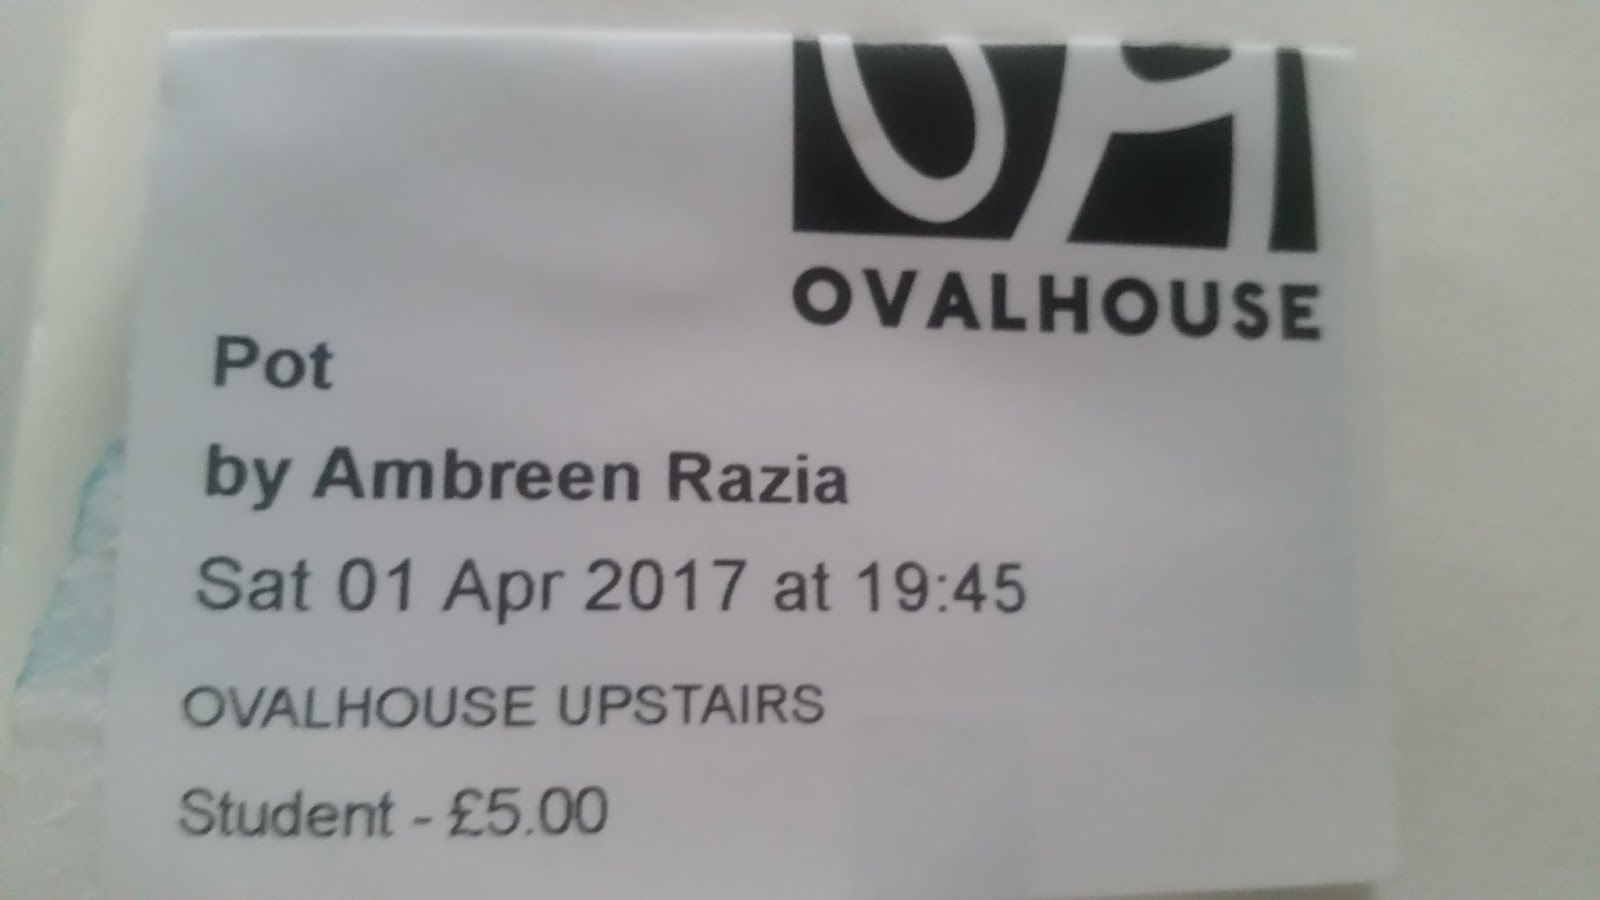 OVALHOUSE
Pot
by Ambreen Razia
Sat 01 Apr 2017 at 19:45
OVALHOUSE UPSTAIRS
Student - £5.00